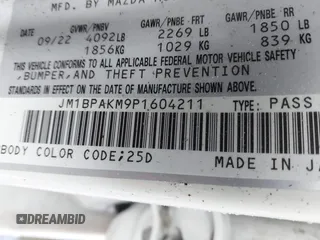 MFD. BY MAZDA
DATE GVWR/PNBV GAWR/PNBE FRT GAWR/PNBE RR
09/22 4092LB 2269 LB 1850 LB
1856KG 1029 KG 839 KG
THIS VEHICLE CONFORMS TO ALL APPLICABLE FEDERAL MOTOR VEHICLE
SAFETY, BUMPER, AND THEFT PREVENTION
STANDARDS IN EFFECT ON THE DATE OF MANUFACTURE
JM1BPAKM9P1604211 TYPE: PASS
BODY COLOR CODE;25D MADE IN JA
DREAMBID